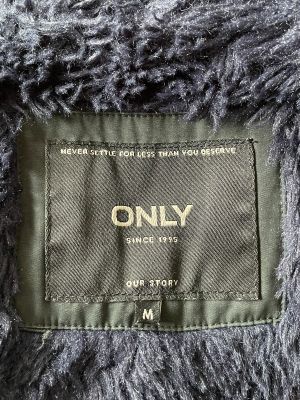 NEVER SETTLE FOR LESS THAN YOU DESERVE
ONLY
SINCE 1995
OUR STORY
M